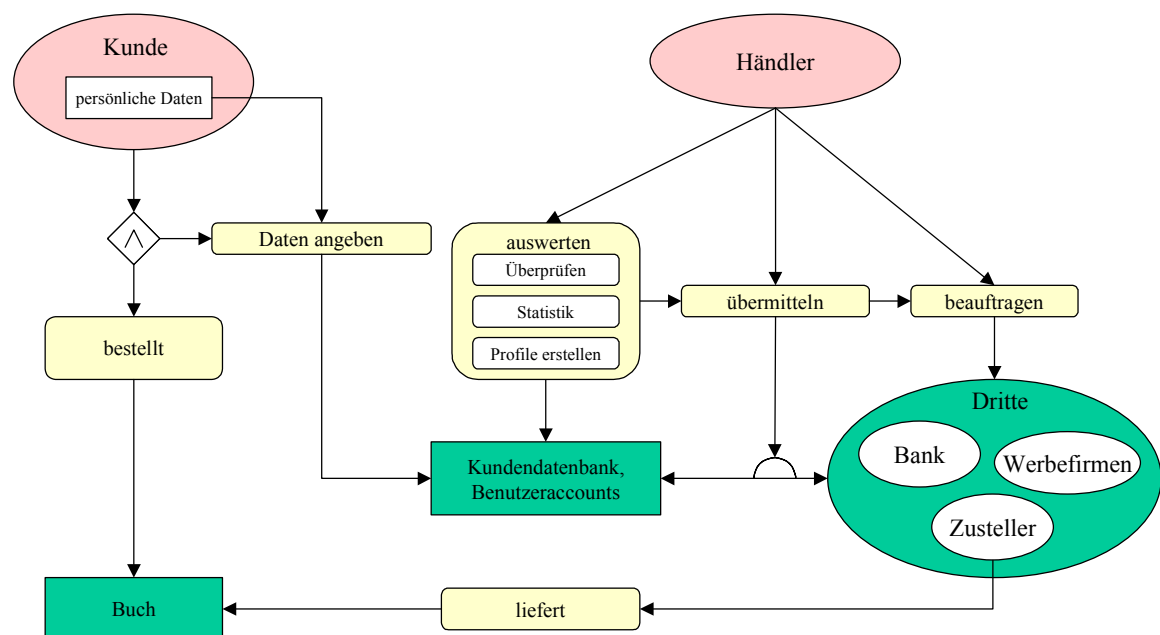 Kunde
persönliche Daten
Händler
Daten angeben
auswerten
Überprüfen
Statistik
Profile erstellen
übermitteln
beauftragen
bestellt
Dritte
Bank
Werbefirmen
Zusteller
Kundendatenbank,
Benutzeraccounts
Buch
liefert